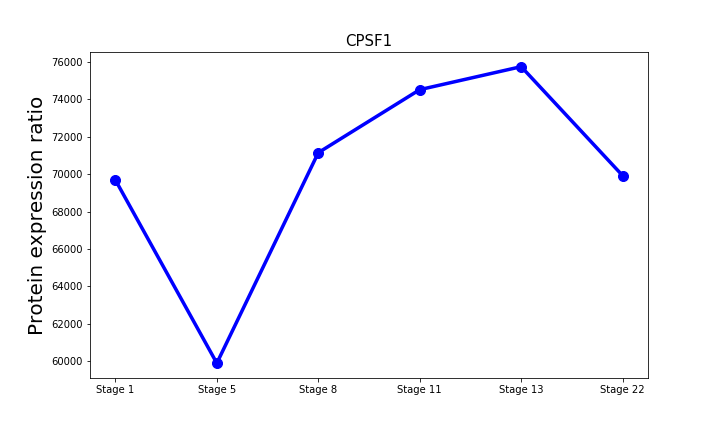 CPSF1
Protein expression ratio
76000
74000
72000
70000
68000
66000
64000
62000
60000
Stage 1
Stage 5
Stage 8
Stage 11
Stage 13
Stage 22